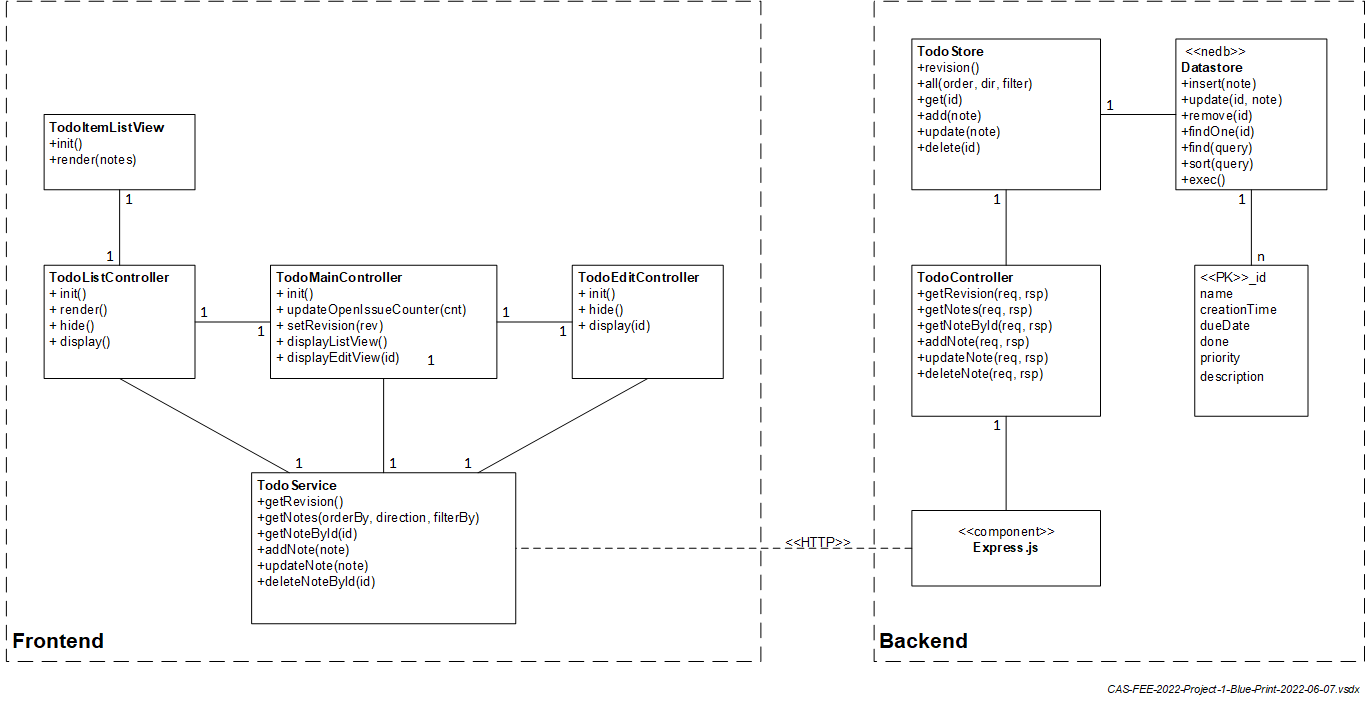 TodoItemListView
+init()
+render(notes)
1
1
TodoListController
+ init()
+ render()
+ hide()
+ display()
1
1
TodoMainController
+ init()
+ updateOpenIssueCounter(cnt)
+ setRevision(rev)
+ displayListView()
+ displayEditView(id)
1
1
1
TodoEditController
+ init()
+ hide()
+ display(id)
1
1
1
TodoService
+getRevision()
+getNotes(orderBy, direction, filterBy)
+getNoteById(id)
+addNote(note)
+updateNote(note)
+deleteNoteById(id)
Frontend
<<HTTP>>
TodoStore
+revision()
+all(order, dir, filter)
+get(id)
+add(note)
+update(note)
+delete(id)
1
<<nedb>>
Datastore
+insert(note)
+update(id, note)
+remove(id)
+findOne(id)
+find(query)
+sort(query)
+exec()
1
1
n
TodoController
+getRevision(req, rsp)
+getNotes(req, rsp)
+getNoteById(req, rsp)
+addNote(req, rsp)
+updateNote(req, rsp)
+deleteNote(req, rsp)
1
<<PK>>_id
name
creationTime
dueDate
done
priority
description
<<component>>
Express.js
Backend
CAS-FEE-2022-Project-1-Blue-Print-2022-06-07.vsdx